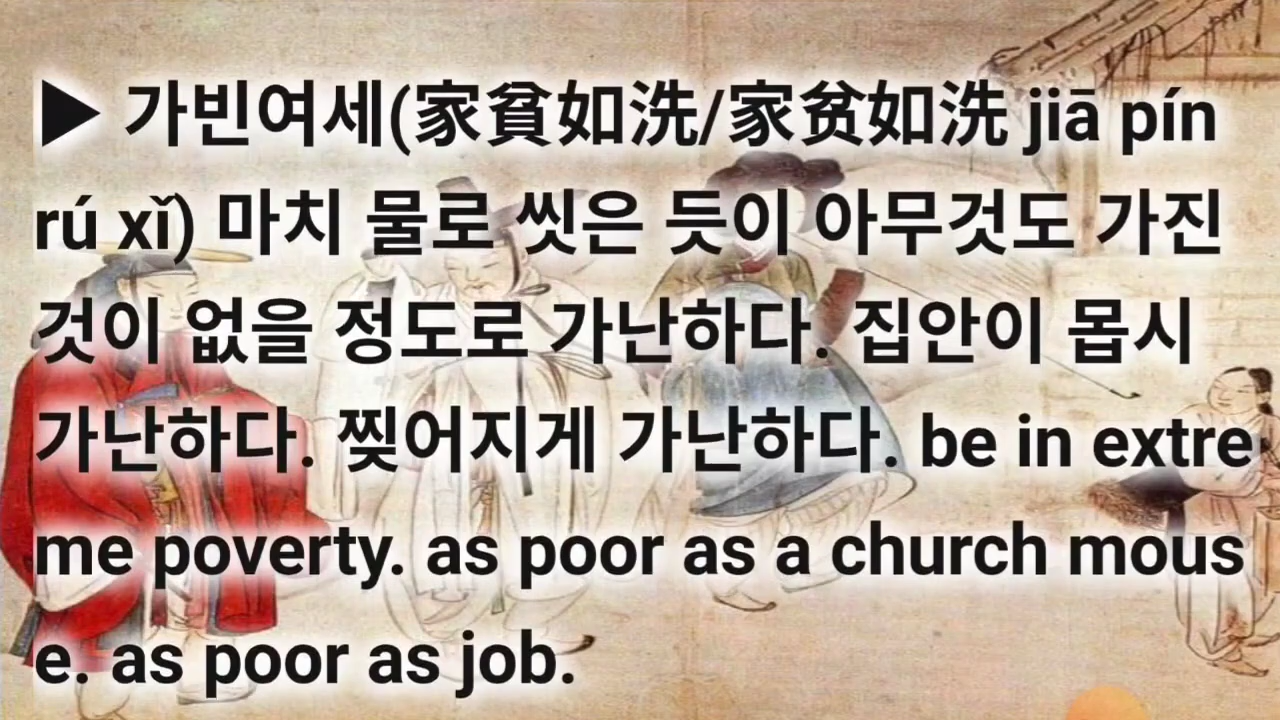 ▶ 가빈여세(家貧如洗/家贫如洗 jiā pín
rú xǐ) 마치 물로 씻은 듯이 아무것도 가진
것이 없을 정도로 가난하다. 집안이 몹시
가난하다. 찢어지게 가난하다. be in extre
me poverty. as poor as a church mous
e. as poor as job.